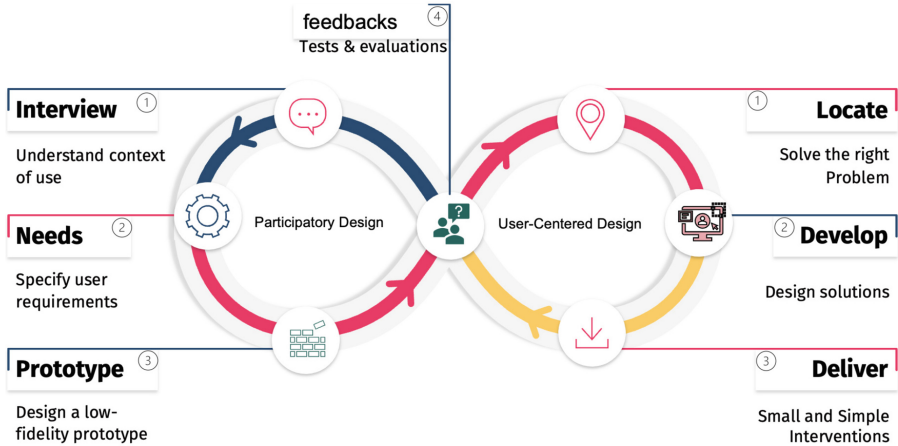 feedbacks
4
Tests & evaluations
Interview
1
Understand context
of use
Needs
2
Specify user
requirements
Prototype
3
Design a low-
fidelity prototype
Participatory Design
?
User-Centered Design
1
Locate
Solve the right
Problem
2
Develop
Design solutions
3
Deliver
Small and Simple
Interventions